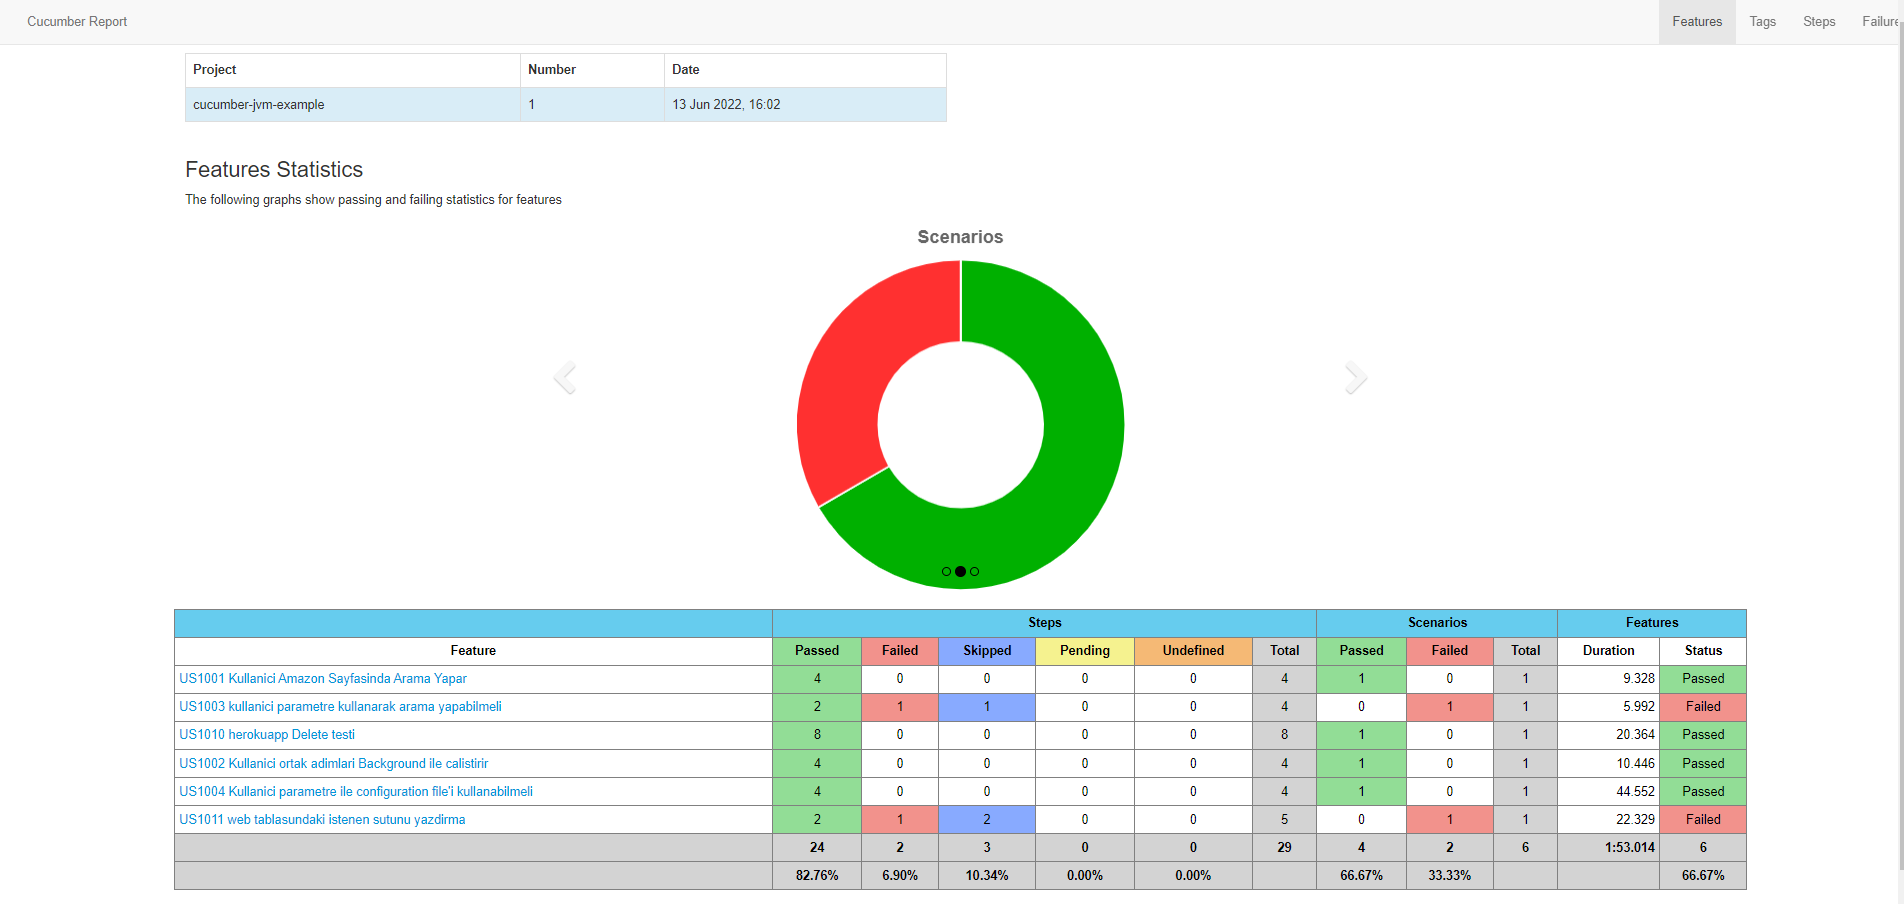 Cucumber Report Features Tags Steps Failure
Project Number Date
cucumber-jvm-example 1 13 Jun 2022, 16:02
Features Statistics
The following graphs show passing and failing statistics for features
Scenarios
Steps Scenarios Features
Feature Passed Failed Skipped Pending Undefined Total Passed Failed Total Duration Status
US1001 Kullanici Amazon Sayfasinda Arama Yapar 4 0 0 0 0 4 1 0 1 9.328 Passed
US1003 kullanici parametre kullanarak arama yapabilmeli 2 1 1 0 0 4 0 1 1 5.992 Failed
US1010 herokuapp Delete testi 8 0 0 0 0 8 1 0 1 20.364 Passed
US1002 Kullanici ortak adimlari Background ile calistirir 4 0 0 0 0 4 1 0 1 10.446 Passed
US1004 Kullanici parametre ile configuration file'i kullanabilmeli 4 0 0 0 0 4 1 0 1 44.552 Passed
US1011 web tablasundaki istenen sutunu yazdirma 2 1 2 0 0 5 0 1 1 22.329 Failed
24 2 3 0 0 29 4 2 6 1:53.014 6
82.76% 6.90% 10.34% 0.00% 0.00% 66.67% 33.33% 66.67%